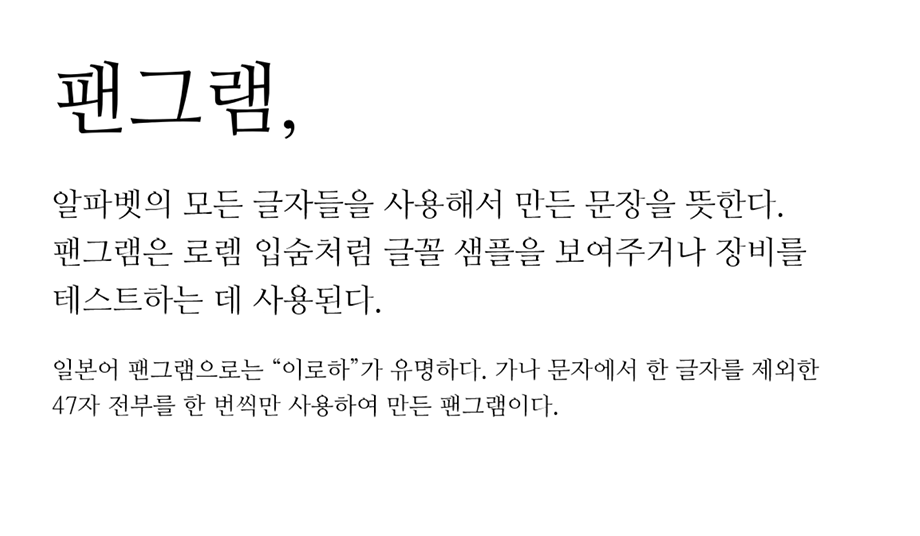 팬그램,
알파벳의 모든 글자들을 사용해서 만든 문장을 뜻한다.
팬그램은 로렘 입숨처럼 글꼴 샘플을 보여주거나 장비를
테스트하는 데 사용된다.
일본어 팬그램으로는 “이로하”가 유명하다. 가나 문자에서 한 글자를 제외한
47자 전부를 한 번씩만 사용하여 만든 팬그램이다.